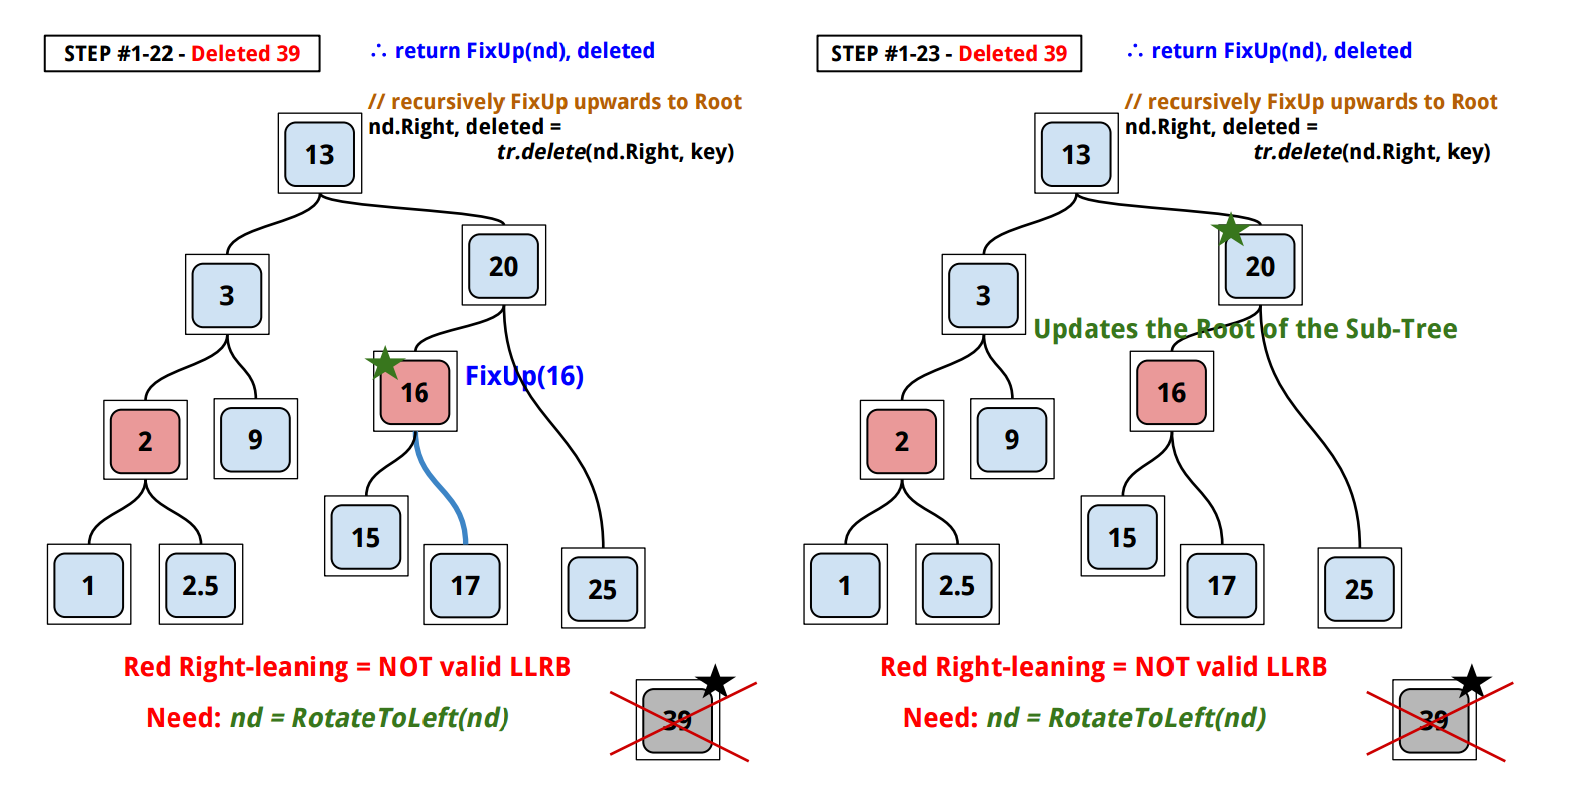 STEP #1-22 - Deleted 39
∴ return FixUp(nd), deleted
// recursively FixUp upwards to Root
nd.Right, deleted =
tr.delete(nd.Right, key)
13
20
3
16
FixUp(16)
2
9
15
1
2.5
17
25
Red Right-leaning = NOT valid LLRB
Need: nd = RotateToLeft(nd)
39
STEP #1-23 - Deleted 39
∴ return FixUp(nd), deleted
// recursively FixUp upwards to Root
nd.Right, deleted =
tr.delete(nd.Right, key)
13
20
3
Updates the Root of the Sub-Tree
16
2
9
15
1
2.5
17
25
Red Right-leaning = NOT valid LLRB
Need: nd = RotateToLeft(nd)
39